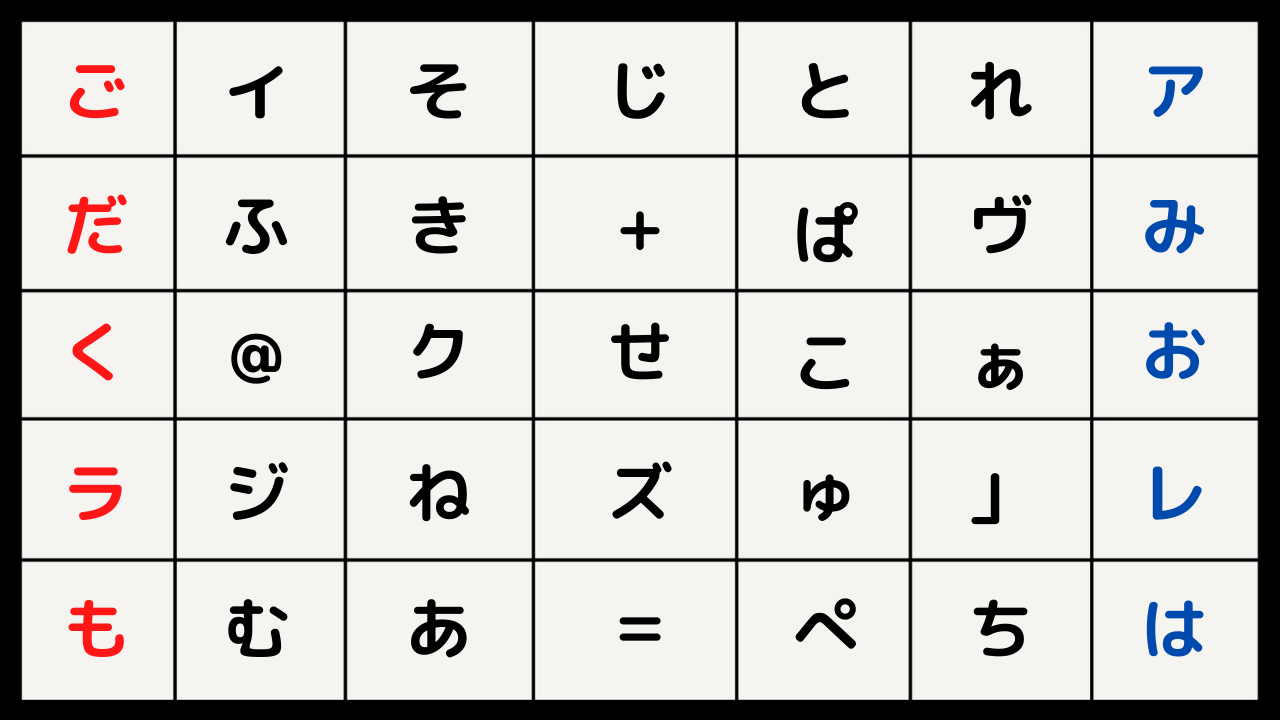 ご イ そ じ と れ ア
だ ふ き + ぱ ヴ み
く @ ク せ こ ぁ お
ラ ジ ね ズ ゅ 」 レ
も む あ = ペ ち は